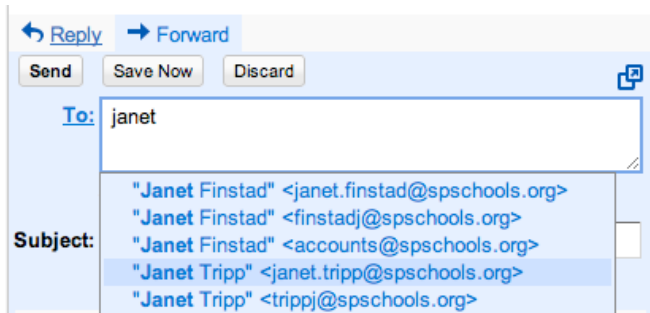 Reply Forward
Send Save Now Discard
To: janet
"Janet Finstad" <janet.finstad@spschools.org>
"Janet Finstad" <finstadj@spschools.org>
Subject: "Janet Finstad" <accounts@spschools.org>
"Janet Tripp" <janet.tripp@spschools.org>
"Janet Tripp" <trippj@spschools.org>